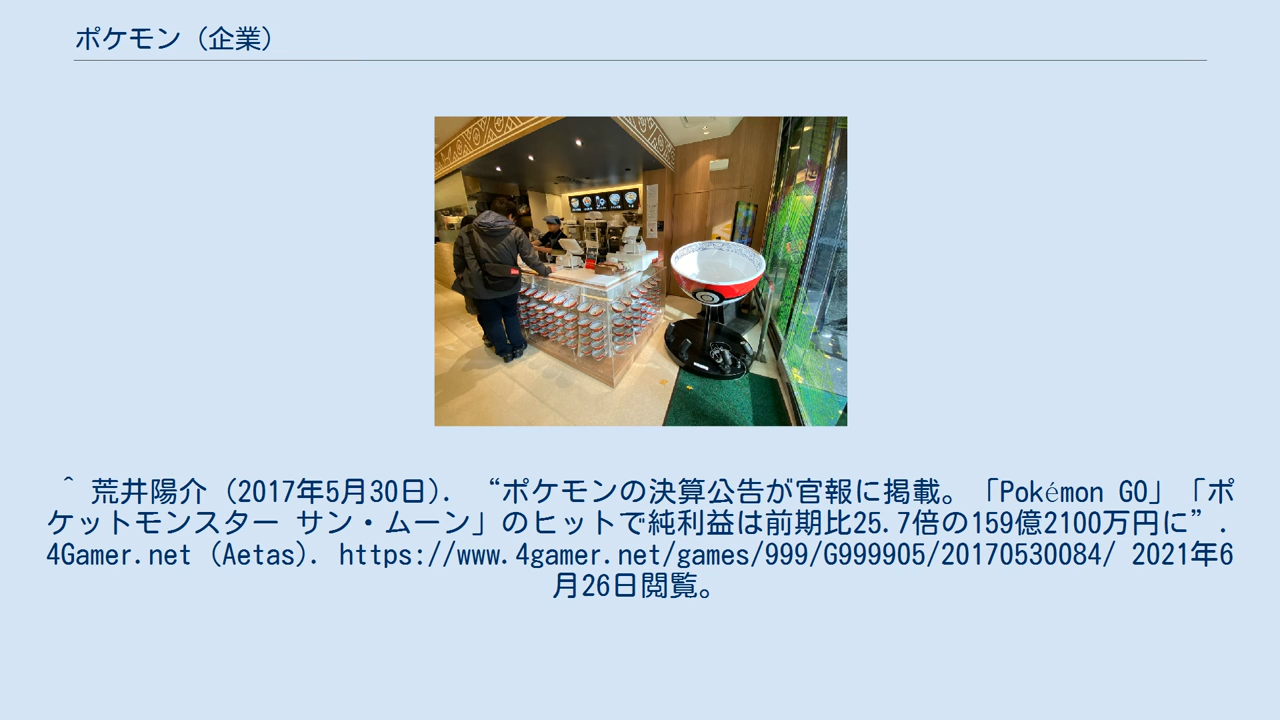 ポケモン（企業）
^ 荒井陽介 (2017年5月30日). “ポケモンの決算公告が官報に掲載。「Pokémon GO」「ポ
ケットモンスター サン・ムーン」のヒットで純利益は前期比25.7倍の159億2100万円に”.
4Gamer.net (Aetas). https://www.4gamer.net/games/999/G999905/20170530084/ 2021年6
月26日閲覧。